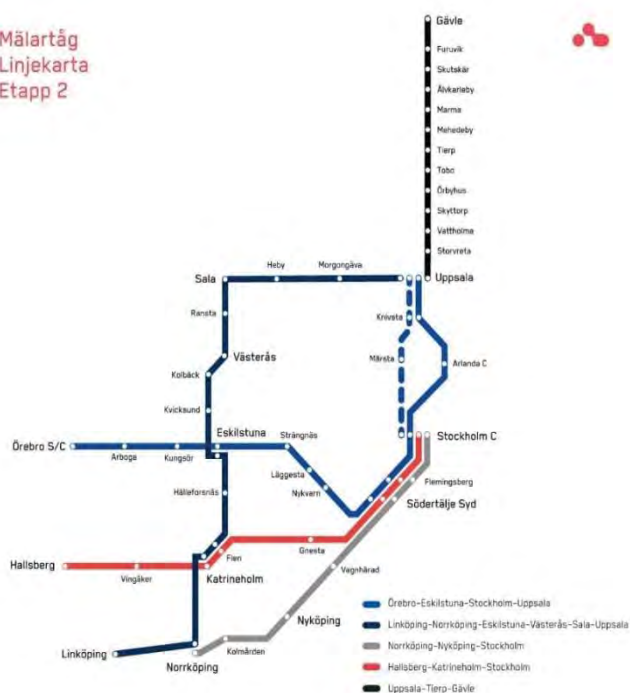 Mälartåg
Linjekarta
Etapp 2
Gävle
Furuvik
Skutskär
Älvkarleby
Marma
Mehedeby
Tierp
Tobo
Örbyhus
Skyttorp
Vattholma
Storvreta
Uppsala
Heby
Morgongåva
Sala
Ransta
Knivsta
Märsta
Arlanda C
Västerås
Kolbäck
Kvicksund
Eskilstuna
Strängnäs
Stockholm C
Örebro S/C
Arboga
Kungsör
Läggesta
Nykvarn
Flemingsberg
Södertälje Syd
Hälleforsnäs
Gnesta
Flen
Hallsberg
Vingåker
Katrineholm
Vagnhärad
Nyköping
Kolmården
Linköping
Norrköping
Örebro-Eskilstuna-Stockholm-Uppsala
Linköping-Norrköping-Eskilstuna-Västerås-Sala-Uppsala
Norrköping-Nyköping-Stockholm
Hallsberg-Katrineholm-Stockholm
Uppsala-Tierp-Gävle